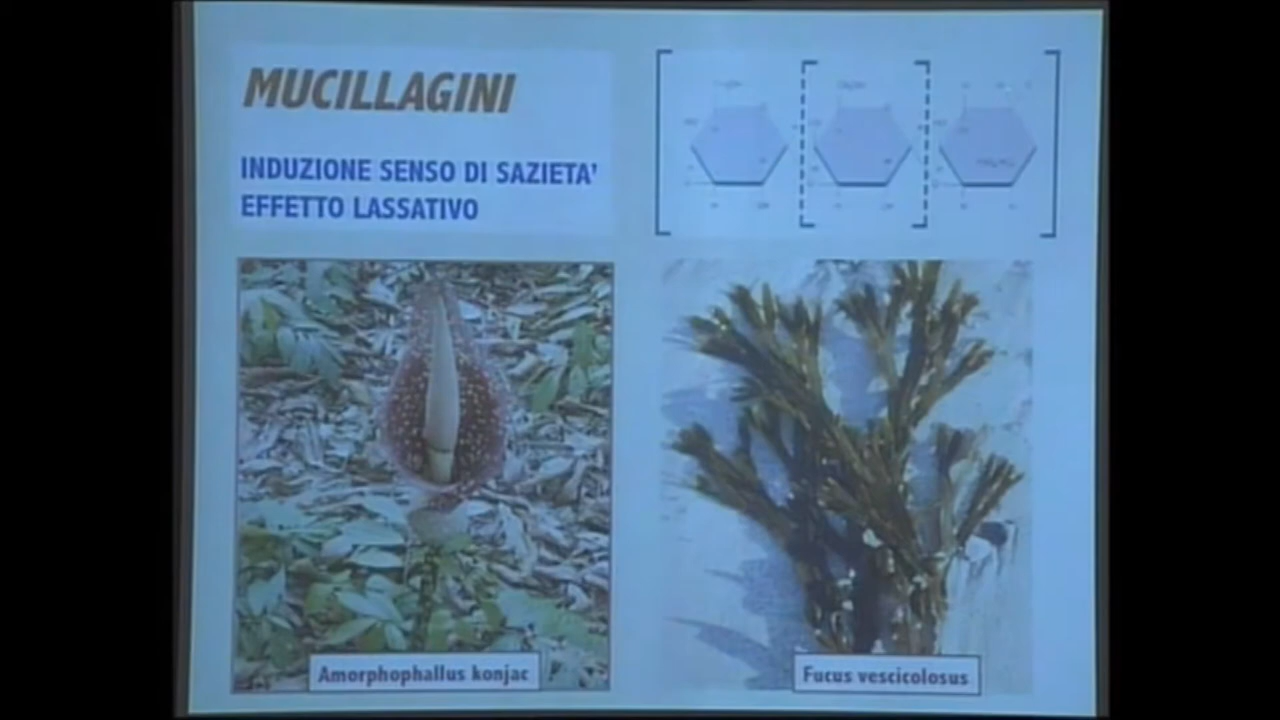 MUCILLAGINI
INDUZIONE SENSO DI SAZIETA'
EFFETTO LASSATIVO
Amorphophallus konjac
Fucus vescicolosus